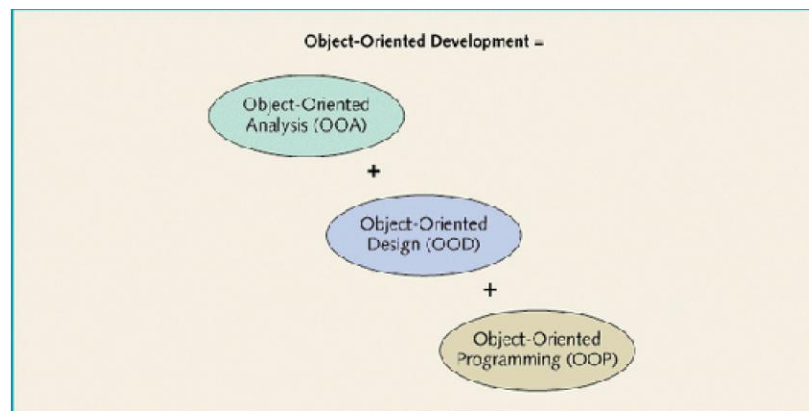 Object-Oriented Development =
Object-Oriented
Analysis (OOA)
+
Object-Oriented
Design (OOD)
+
Object-Oriented
Programming (OOP)